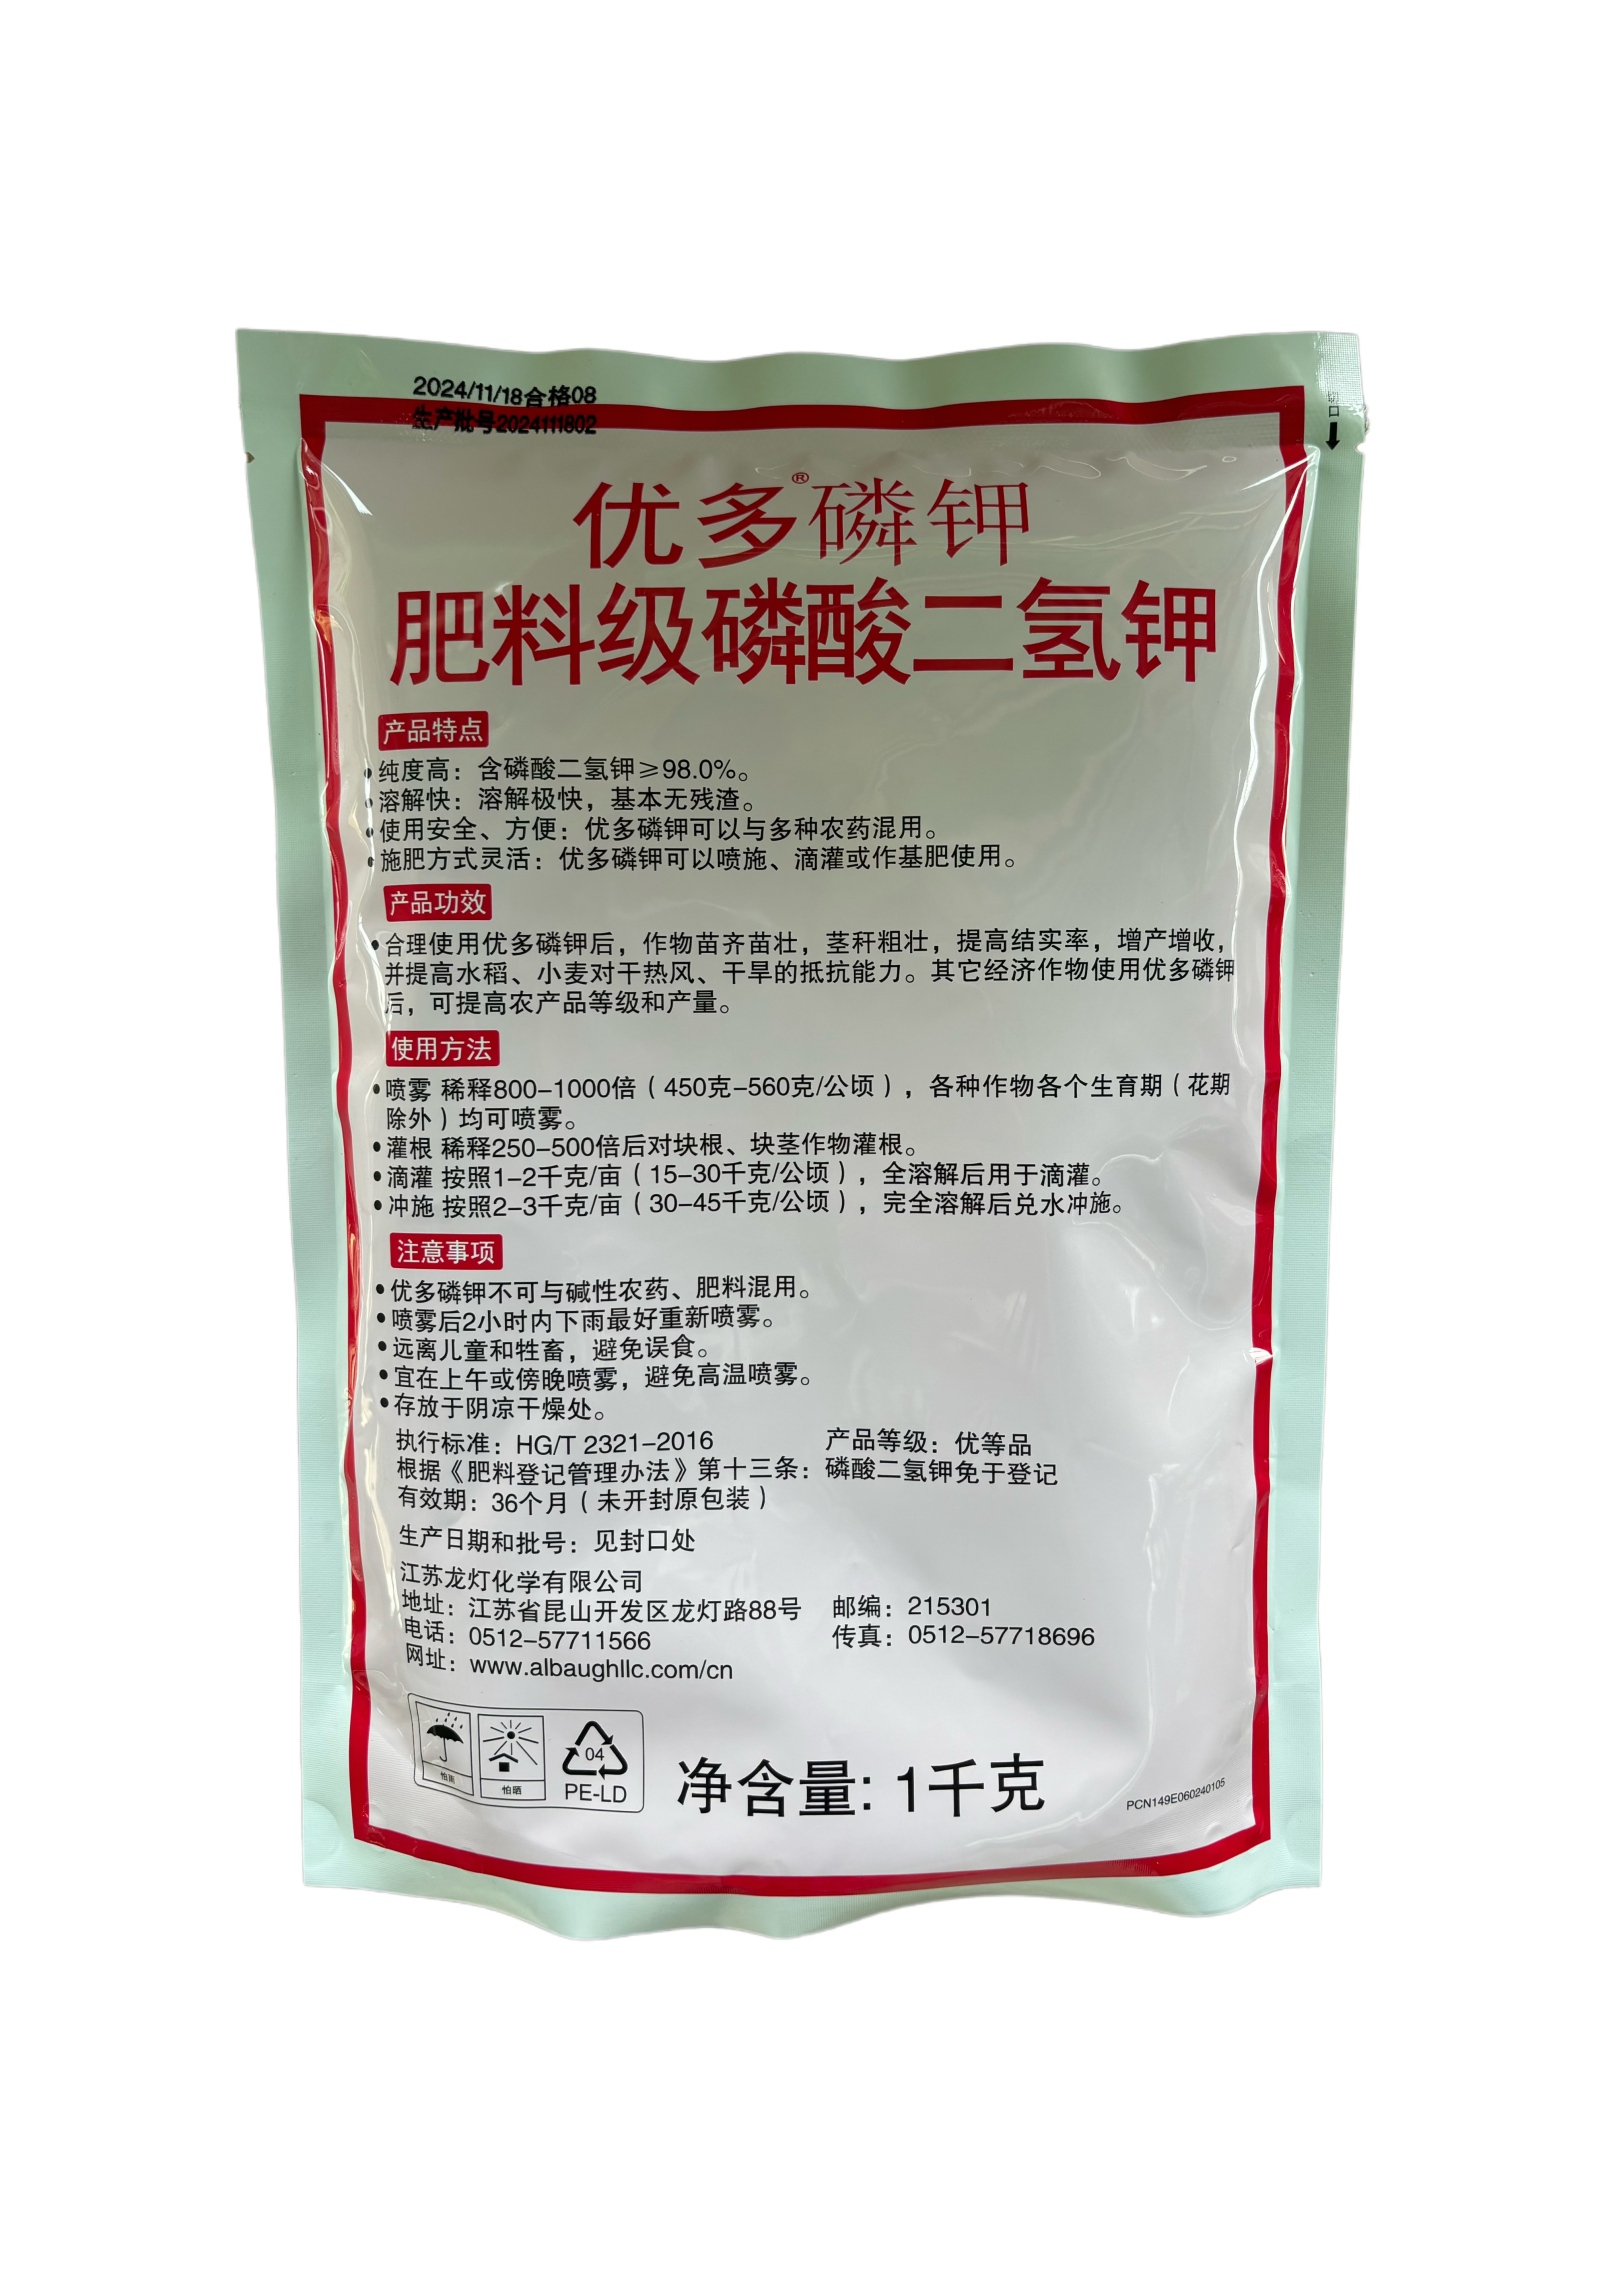 2024/11/18合格08
生产批号2024111802
优多®磷钾
肥料级磷酸二氢钾
产品特点
•纯度高：含磷酸二氢钾≥98.0%。
•溶解快：溶解极快，基本无残渣。
•使用安全、方便：优多磷钾可以与多种农药混用。
•施肥方式灵活：优多磷钾可以喷施、滴灌或作基肥使用。
产品功效
•合理使用优多磷钾后，作物苗齐苗壮，茎秆粗壮，提高结实率，增产增收，
并提高水稻、小麦对干热风、干旱的抵抗能力。其它经济作物使用优多磷钾
后，可提高农产品等级和产量。
使用方法
•喷雾 稀释800-1000倍（450克-560克/公顷），各种作物各个生育期（花期
除外）均可喷雾。
•灌根 稀释250-500倍后对块根、块茎作物灌根。
•滴灌 按照1-2千克/亩（15-30千克/公顷），全溶解后用于滴灌。
•冲施 按照2-3千克/亩（30-45千克/公顷），完全溶解后兑水冲施。
注意事项
•优多磷钾不可与碱性农药、肥料混用。
•喷雾后2小时内下雨最好重新喷雾。
•远离儿童和牲畜，避免误食。
•宜在上午或傍晚喷雾，避免高温喷雾。
•存放于阴凉干燥处。
执行标准：HG/T 2321-2016 产品等级：优等品
根据《肥料登记管理办法》第十三条：磷酸二氢钾免于登记
有效期：36个月（未开封原包装）
生产日期和批号：见封口处
江苏龙灯化学有限公司
地址：江苏省昆山开发区龙灯路88号 邮编：215301
电话：0512-57711566 传真：0512-57718696
网址：www.albaughllc.com/cn
怕雨
怕晒
04
PE-LD
净含量: 1千克
PCN149E060240105